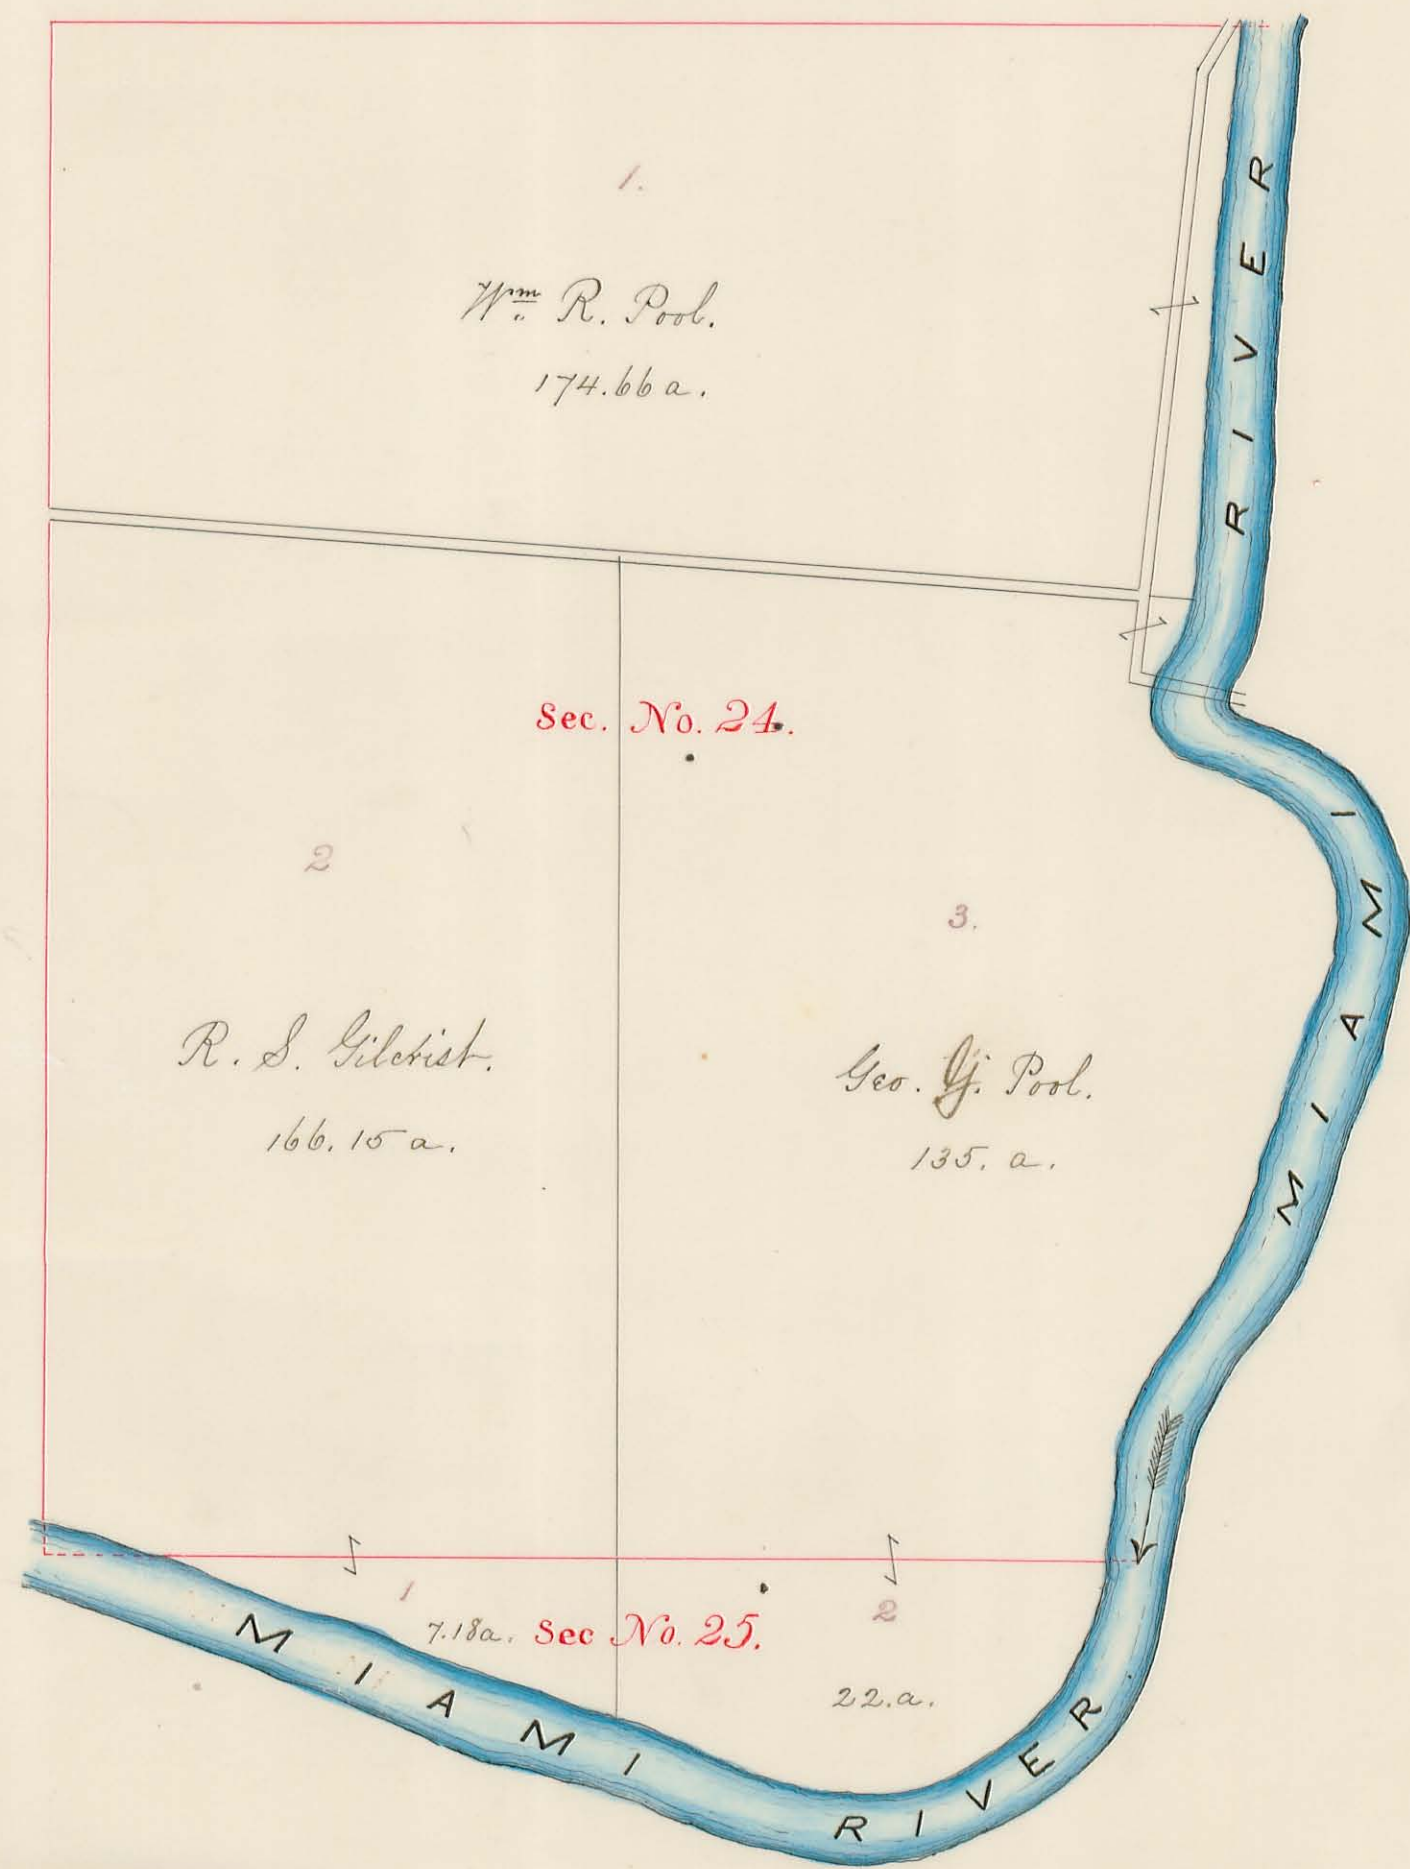 1.
Wm. R. Pool.
174.66 a.
RIVER
Sec. No. 24.
2
3.
MIAMI
R. S. Gilcrist.
166.15 a.
Geo. G. Pool.
135. a.
1
7.18a.
Sec No. 25.
2
22.a.
MIAMI RIVER